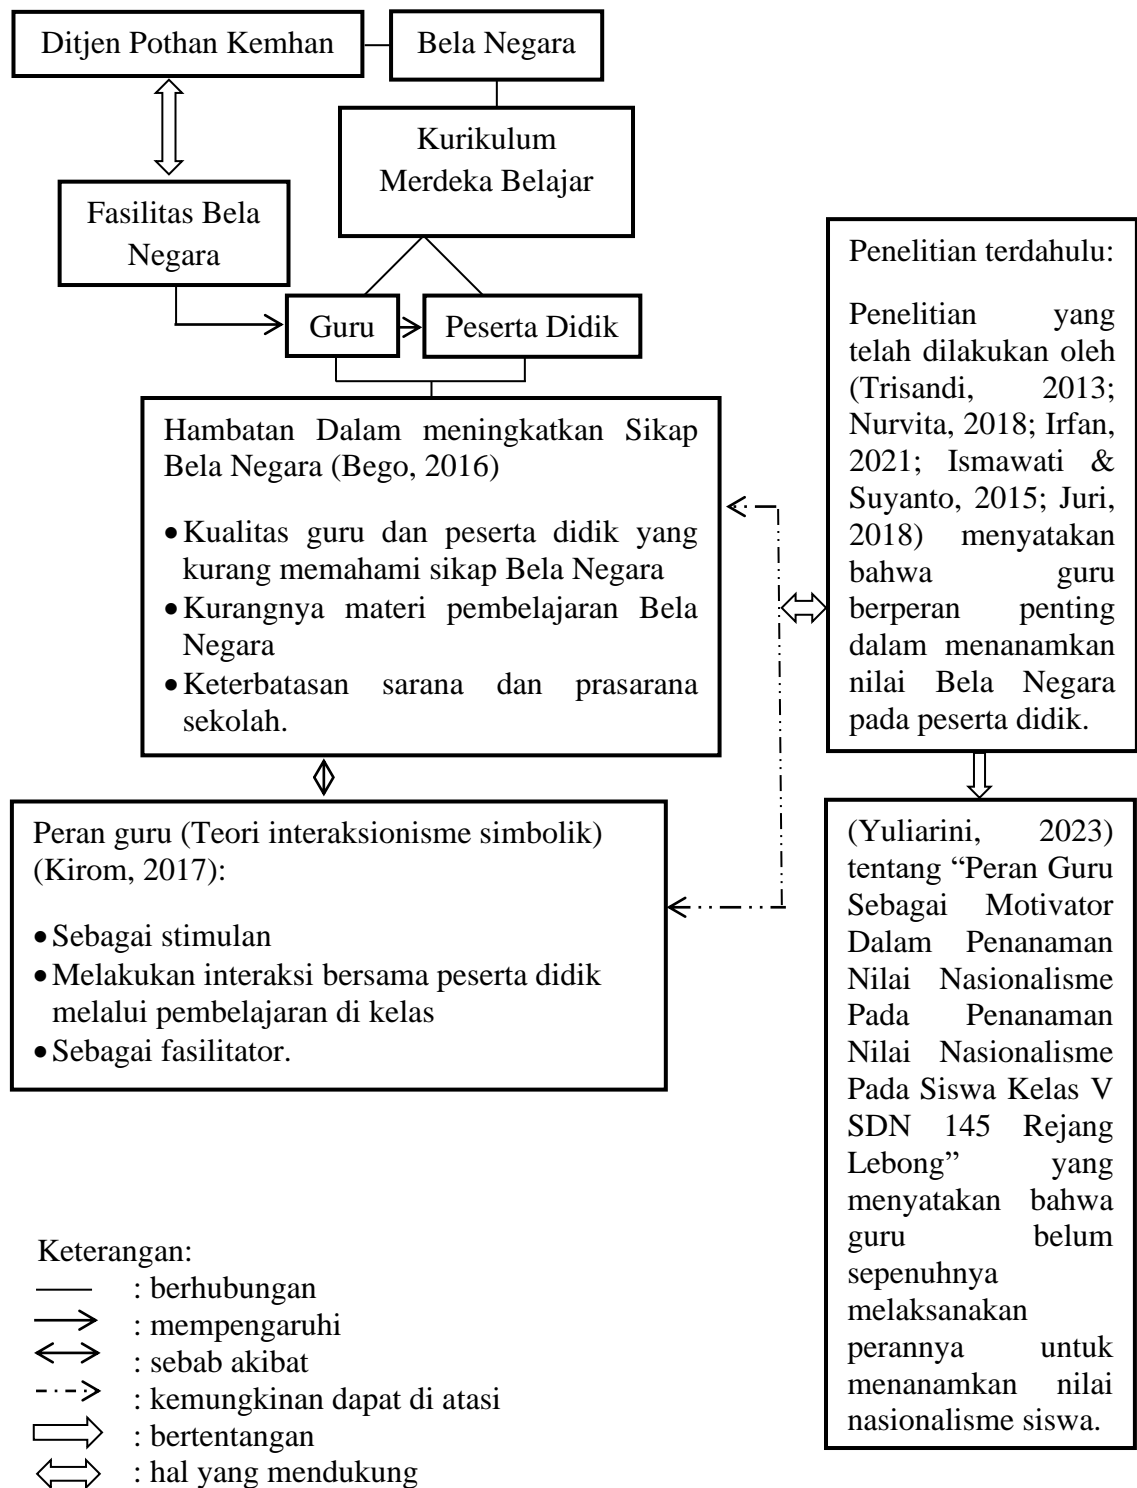 Ditjen Pothan Kemhan
Bela Negara
Kurikulum
Merdeka Belajar
Fasilitas Bela
Negara
Guru
Peserta Didik
Hambatan Dalam meningkatkan Sikap
Bela Negara (Bego, 2016)
• Kualitas guru dan peserta didik yang
kurang memahami sikap Bela Negara
• Kurangnya materi pembelajaran Bela
Negara
• Keterbatasan sarana dan prasarana
sekolah.
Peran guru (Teori interaksionisme simbolik)
(Kirom, 2017):
• Sebagai stimulan
• Melakukan interaksi bersama peserta didik
melalui pembelajaran di kelas
• Sebagai fasilitator.
Penelitian terdahulu:
Penelitian yang
telah dilakukan oleh
(Trisandi, 2013;
Nurvita, 2018; Irfan,
2021; Ismawati &
Suyanto, 2015; Juri,
2018) menyatakan
bahwa guru
berperan penting
dalam menanamkan
nilai Bela Negara
pada peserta didik.
(Yuliarini, 2023)
tentang “Peran Guru
Sebagai Motivator
Dalam Penanaman
Nilai Nasionalisme
Pada Penanaman
Nilai Nasionalisme
Pada Siswa Kelas V
SDN 145 Rejang
Lebong” yang
menyatakan bahwa
guru belum
sepenuhnya
melaksanakan
perannya untuk
menanamkan nilai
nasionalisme siswa.
Keterangan:
: berhubungan
: mempengaruhi
: sebab akibat
: kemungkinan dapat di atasi
: bertentangan
: hal yang mendukung